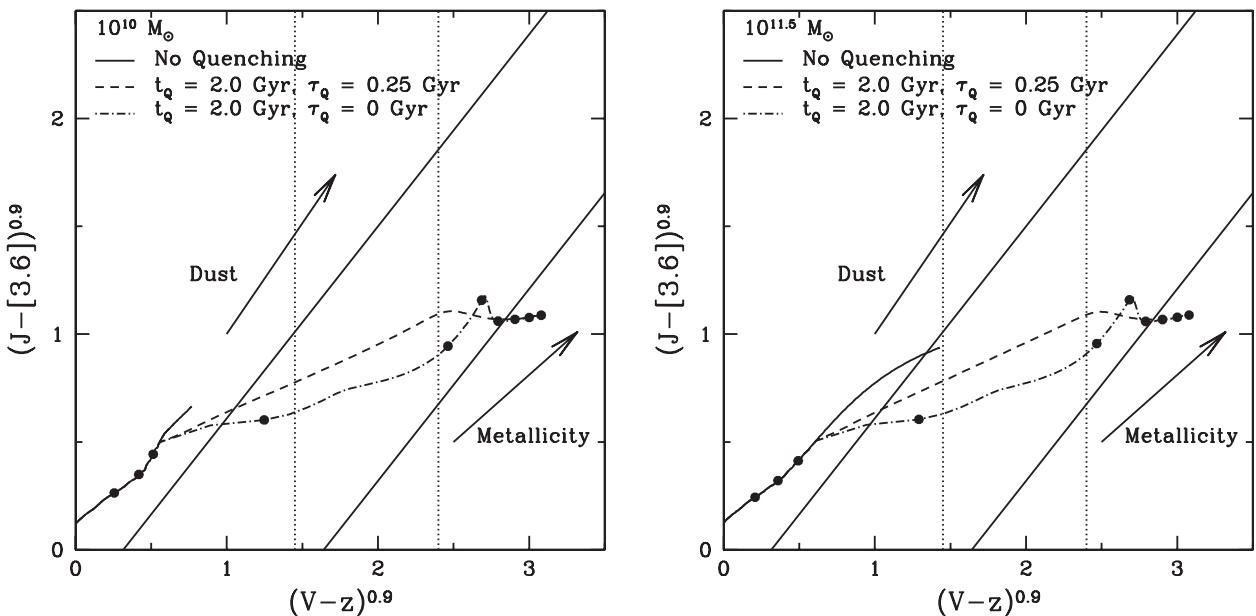 10¹⁰ M⊙
No Quenching
t_Q = 2.0 Gyr, τ_Q = 0.25 Gyr
t_Q = 2.0 Gyr, τ_Q = 0 Gyr
Dust
Metallicity
(J−[3.6])⁰·⁹
2
1
0
0 1 2 3
(V−z)⁰·⁹
10¹¹·⁵ M⊙
No Quenching
t_Q = 2.0 Gyr, τ_Q = 0.25 Gyr
t_Q = 2.0 Gyr, τ_Q = 0 Gyr
Dust
Metallicity
(J−[3.6])⁰·⁹
2
1
0
0 1 2 3
(V−z)⁰·⁹